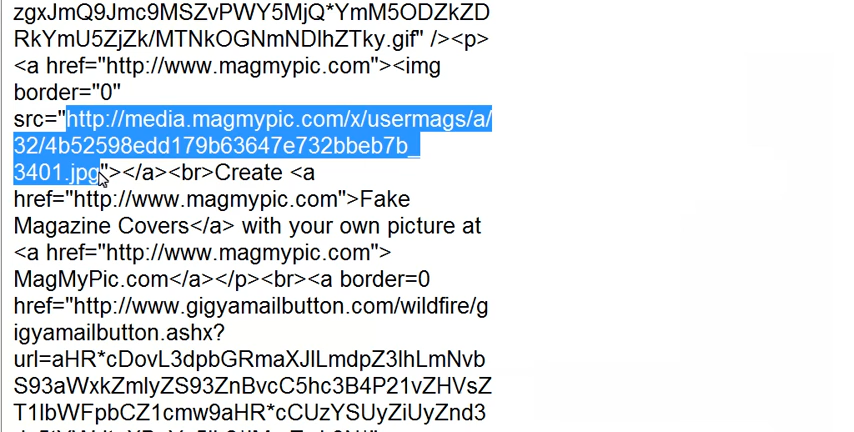 zgxJmQ9Jmc9MSZvPWY5MjQ*YmM5ODZkZD
RkYmU5ZjZk/MTNkOGNmNDlhZTky.gif" /><p>
<a href="http://www.magmypic.com"><img
border="0"
src="http://media.magmypic.com/x/usermags/a/
32/4b52598edd179b63647e732bbeb7b_
3401.jpg"></a><br>Create <a
href="http://www.magmypic.com">Fake
Magazine Covers</a> with your own picture at
<a href="http://www.magmypic.com">
MagMyPic.com</a></p><br><a border=0
href="http://www.gigyamailbutton.com/wildfire/g
igyamailbutton.ashx?
url=aHR*cDovL3dpbGRmaXJlLmdpZ3lhLmNvb
S93aWxkZmlyZS93ZnBvcC5hc3B4P21vZHVsZ
T1lbWFpbCZ1cmw9aHR*cCUzYSUyZiUyZnd3